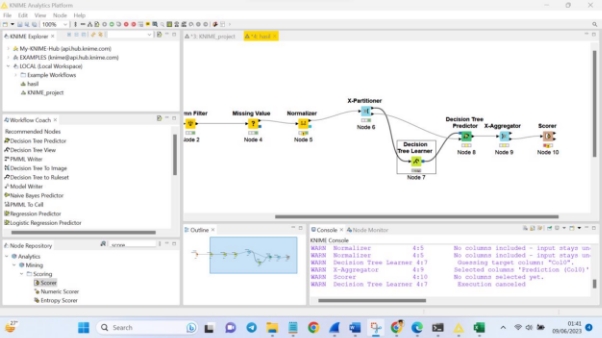 KNIME Analytics Platform
File Edit View Node Help
100%
KNIME Explorer
My-KNIME-Hub (api.hub.knime.com)
EXAMPLES (knime@api.hub.knime.com)
LOCAL (Local Workspace)
Example Workflows
KNIME_project
Workflow Coach
Recommended Nodes
Decision Tree Predictor
Decision Tree View
PMML Writer
Decision Tree To Image
Decision Tree to Ruleset
Model Writer
Naive Bayes Predictor
PMML To Cell
Regression Predictor
Logistic Regression Predictor
Node Repository
Analytics
Mining
Scoring
Scorer
Numeric Scorer
Entropy Scorer
KNIME_project
mn Filter
Node 2
Missing Value
Node 4
Normalizer
Node 5
X-Partitioner
Node 6
Decision
Tree Learner
Node 7
Decision Tree
Predictor
Node 8
X-Aggregator
Node 9
Scorer
Node 10
Outline
Console
Node Monitor
KNIME Console
WARN Normalizer 4:5 No columns included - input stays un
WARN Normalizer 4:5 No columns included - input stays un
WARN Decision Tree Learner 4:7 Guessing target column: "Col0".
WARN X-Aggregator 4:9 Selected columns 'Prediction (Col0)'
WARN Scorer 4:10 No columns selected yet.
WARN Decision Tree Learner 4:7 Execution canceled
Search
01:41
09/06/2023